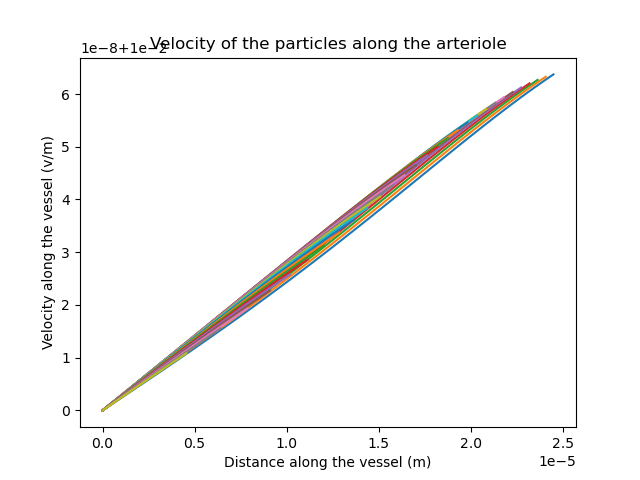 Velocity of the particles along the arteriole
1e−8+1e−2
6
5
4
3
2
1
0
Velocity along the vessel (v/m)
0.0 0.5 1.0 1.5 2.0 2.5
1e−5
Distance along the vessel (m)